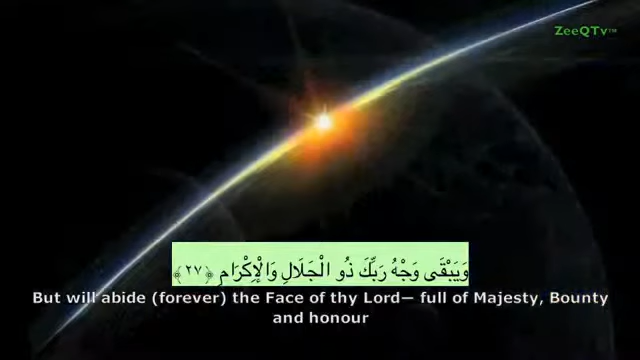 ZeeQTv™
وَيَبْقَى وَجْهُ رَبِّكَ ذُو الْجَلَالِ وَالْإِكْرَامِ ﴿٢٧﴾
But will abide (forever) the Face of thy Lord— full of Majesty, Bounty
and honour